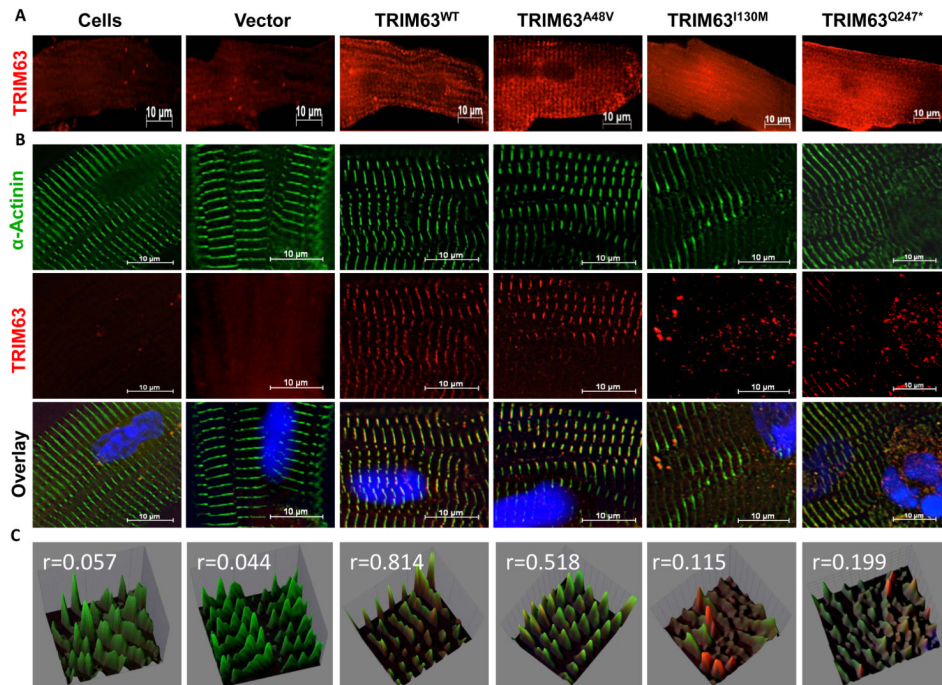 A Cells Vector TRIM63WT TRIM63A48V TRIM63I130M TRIM63Q247*
TRIM63
10 µm 10 µm 10 µm 10 µm 10 µm 10 µm
B
α-Actinin
10 µm 10 µm 10 µm 10 µm 10 µm 10 µm
TRIM63
10 µm 10 µm 10 µm 10 µm 10 µm 10 µm
Overlay
10 µm 10 µm 10 µm 10 µm 10 µm 10 µm
C
r=0.057 r=0.044 r=0.814 r=0.518 r=0.115 r=0.199